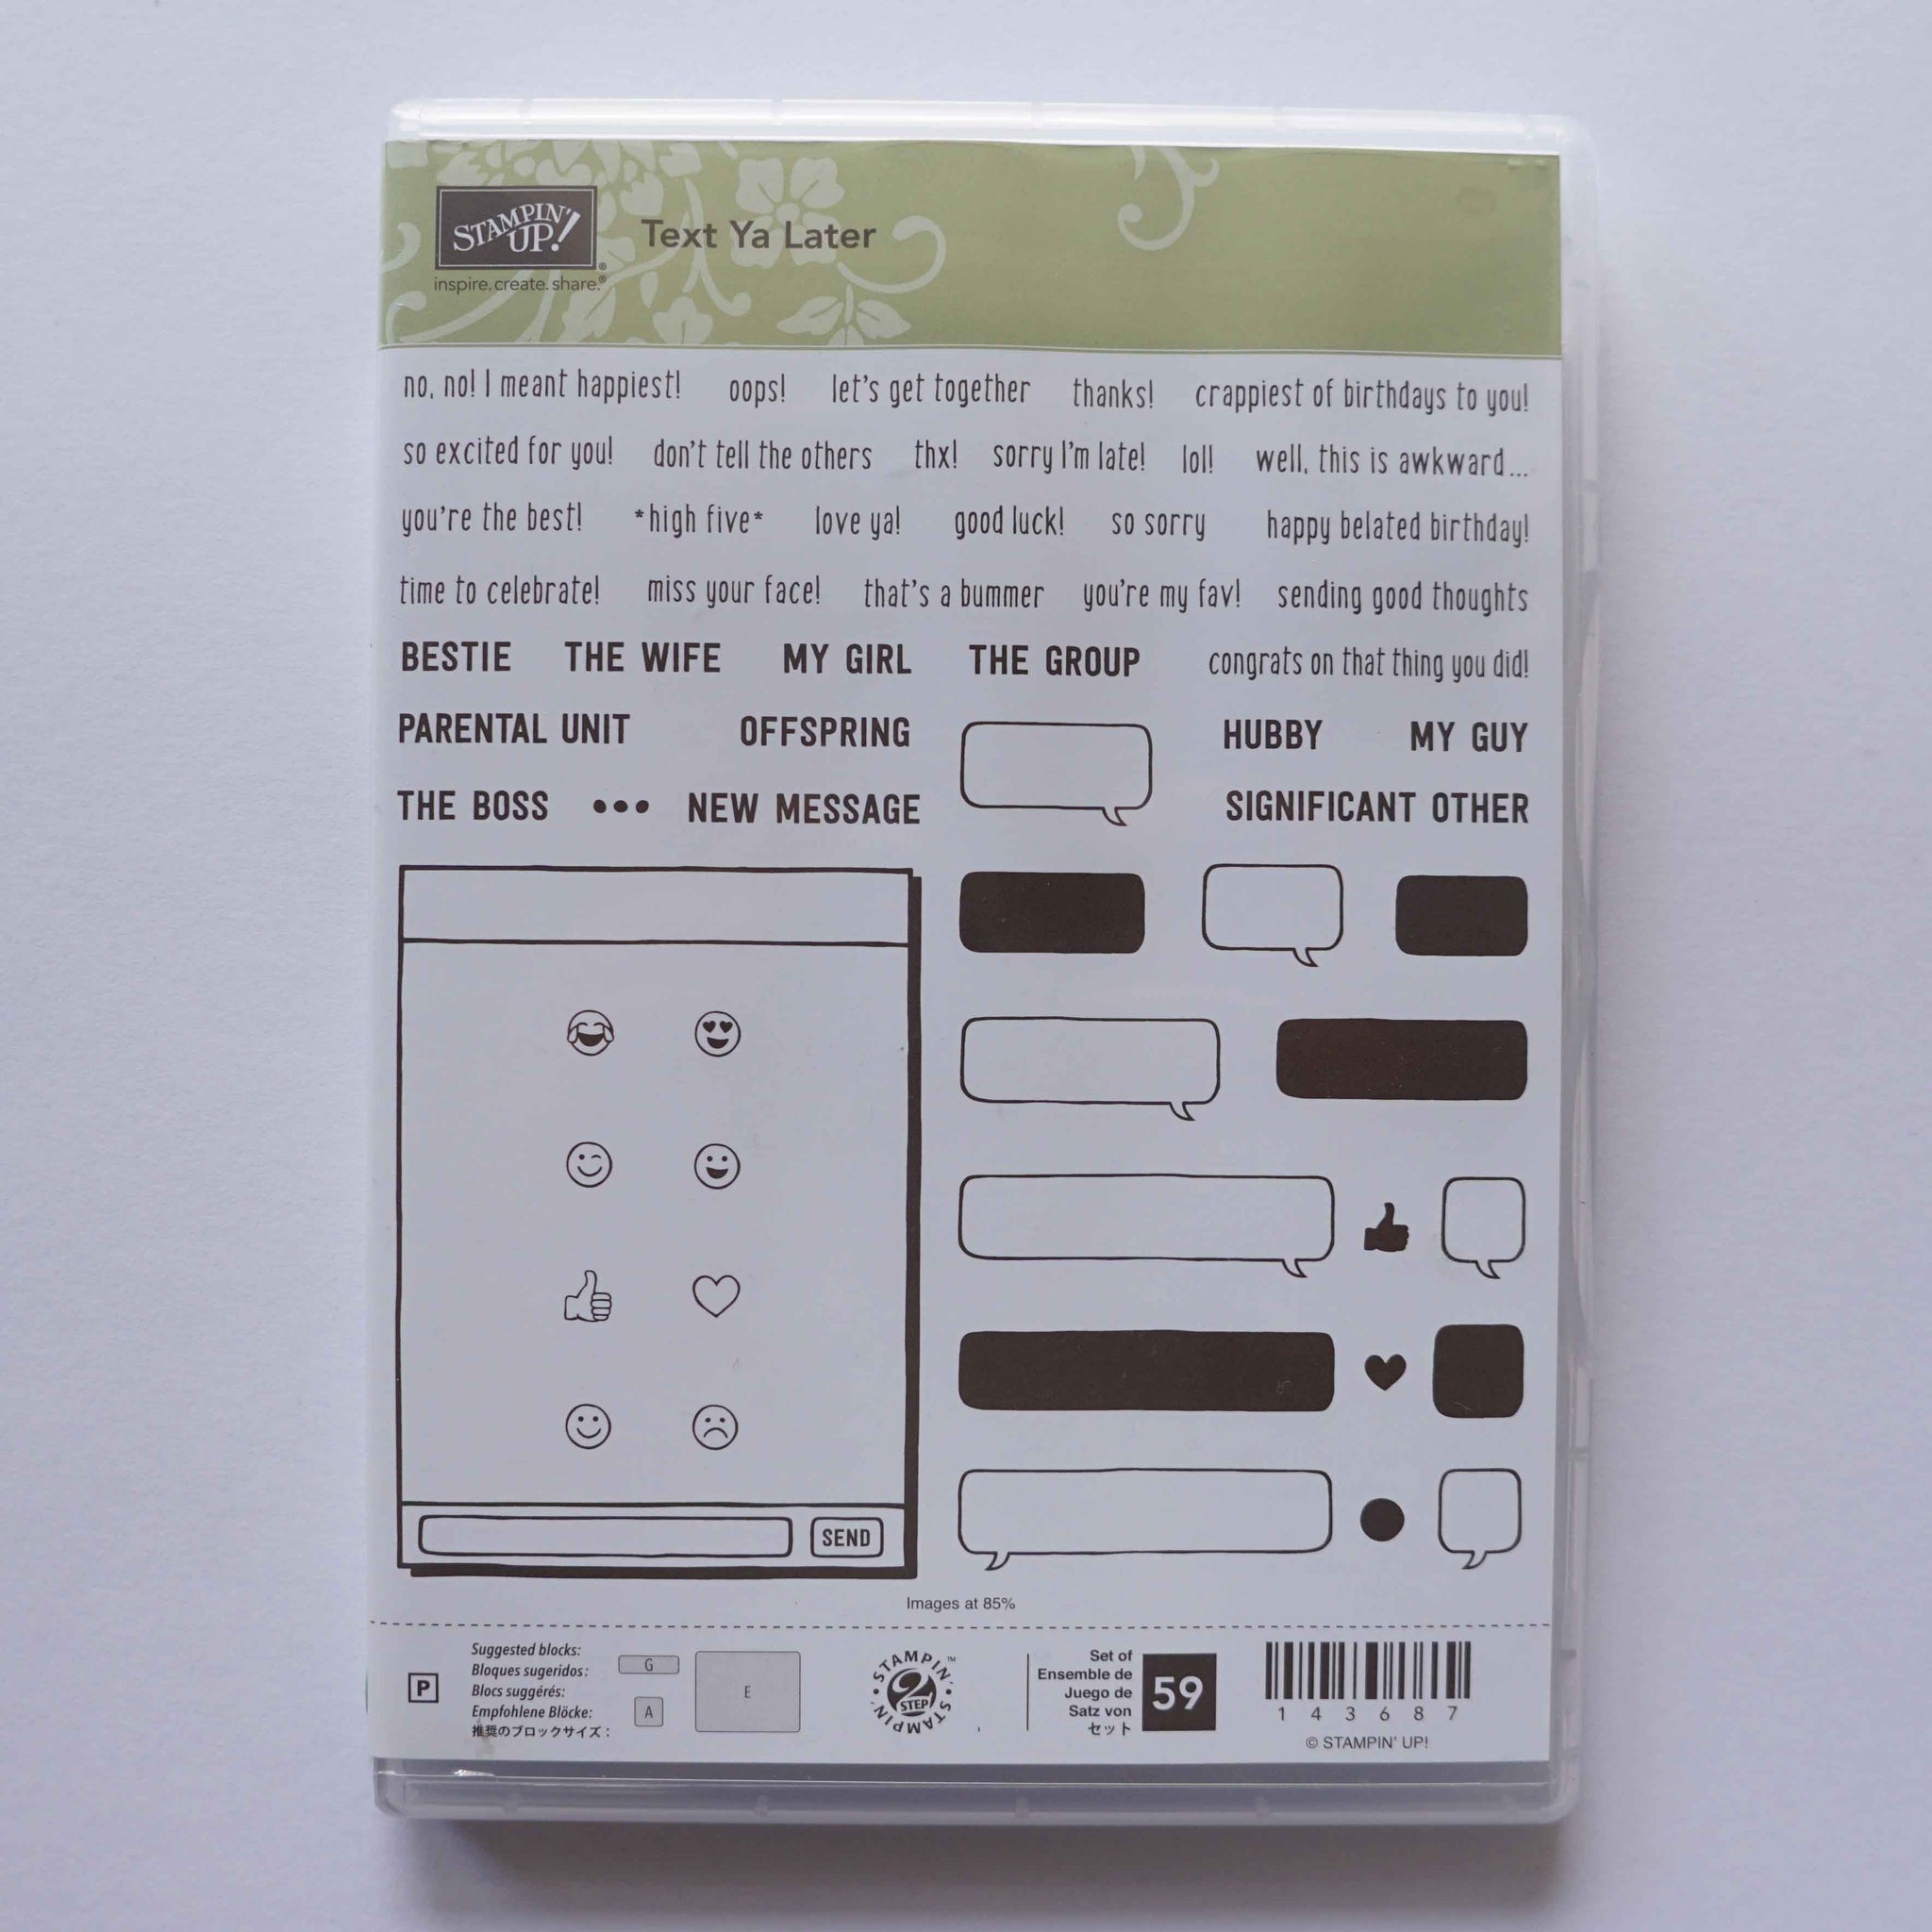 STAMPIN' UP!®
inspire. create. share.®
Text Ya Later
no, no! I meant happiest! oops! let's get together thanks! crappiest of birthdays to you!
so excited for you! don't tell the others thx! sorry I'm late! lol! well, this is awkward...
you're the best! *high five* love ya! good luck! so sorry happy belated birthday!
time to celebrate! miss your face! that's a bummer you're my fav! sending good thoughts
BESTIE THE WIFE MY GIRL THE GROUP congrats on that thing you did!
PARENTAL UNIT OFFSPRING HUBBY MY GUY
THE BOSS ••• NEW MESSAGE SIGNIFICANT OTHER
SEND
Images at 85%
P
Suggested blocks:
Bloques sugeridos:
Blocs suggérés:
Empfohlene Blöcke:
推奨のブロックサイズ：
G
A
E
STAMPIN'™
2
STEP
STAMPIN'
Set of
Ensemble de
Juego de
Satz von
セット
59
143687
© STAMPIN' UP!